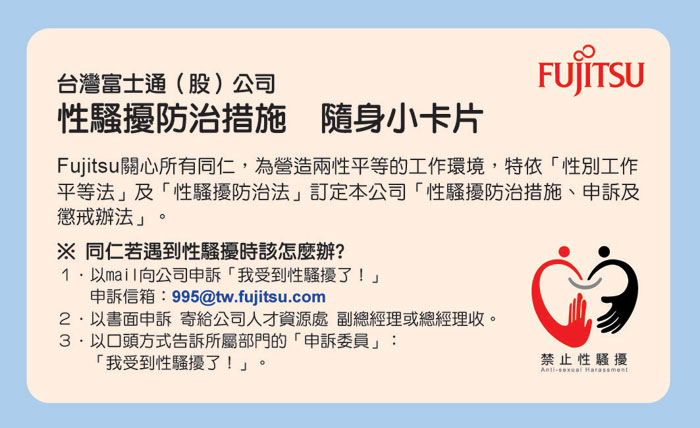 台灣富士通（股）公司
FUJITSU
性騷擾防治措施　隨身小卡片
Fujitsu關心所有同仁，為營造兩性平等的工作環境，特依「性別工作
平等法」及「性騷擾防治法」訂定本公司「性騷擾防治措施、申訴及
懲戒辦法」。
※ 同仁若遇到性騷擾時該怎麼辦?
１．以mail向公司申訴「我受到性騷擾了！」
申訴信箱：995@tw.fujitsu.com
２．以書面申訴 寄給公司人才資源處 副總經理或總經理收。
３．以口頭方式告訴所屬部門的「申訴委員」：
「我受到性騷擾了！」。
禁止性騷擾
Anti-sexual Harassment